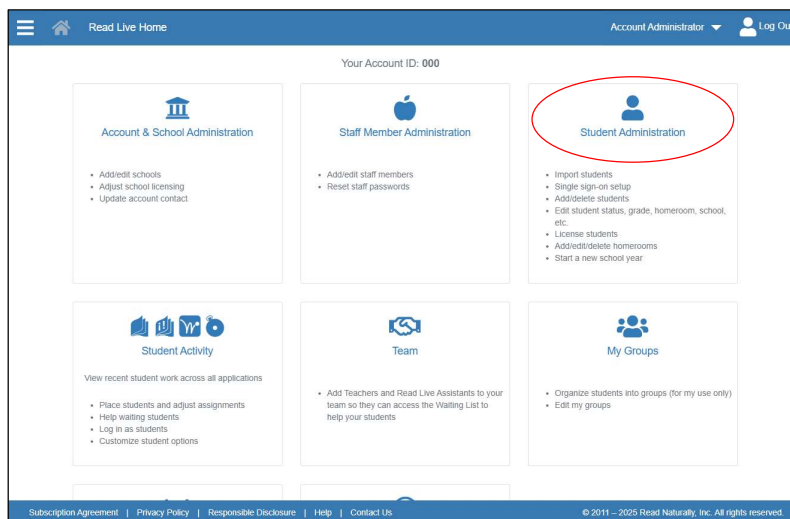 Read Live Home
Account Administrator
Log Ou
Your Account ID: 000
Account & School Administration
• Add/edit schools
• Adjust school licensing
• Update account contact
Staff Member Administration
• Add/edit staff members
• Reset staff passwords
Student Administration
• Import students
• Single sign-on setup
• Add/delete students
• Edit student status, grade, homeroom, school,
etc.
• License students
• Add/edit/delete homerooms
• Start a new school year
Student Activity
View recent student work across all applications
• Place students and adjust assignments
• Help waiting students
• Log in as students
• Customize student options
Team
• Add Teachers and Read Live Assistants to your
team so they can access the Waiting List to
help your students
My Groups
• Organize students into groups (for my use only)
• Edit my groups
Subscription Agreement | Privacy Policy | Responsible Disclosure | Help | Contact Us
© 2011 – 2025 Read Naturally, Inc. All rights reserved.